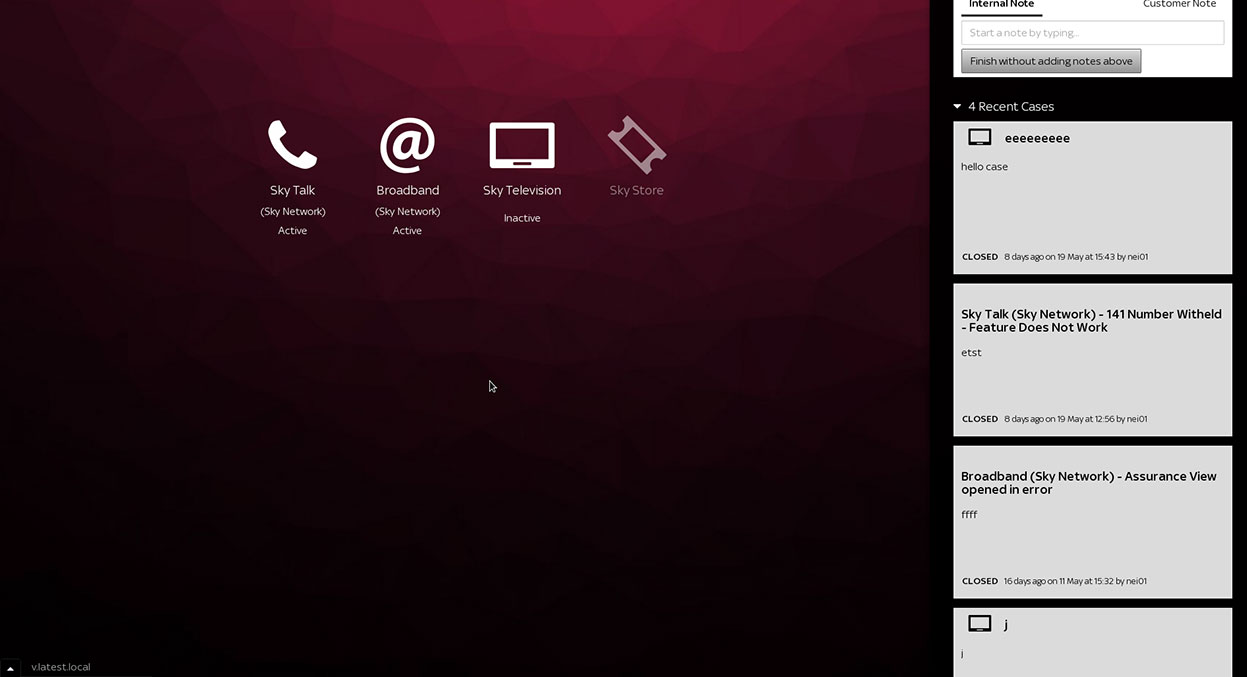 Internal Note
Customer Note
Start a note by typing...
Finish without adding notes above
4 Recent Cases
Sky Talk
(Sky Network)
Active
Broadband
(Sky Network)
Active
Sky Television
Inactive
Sky Store
eeeeeeeee
hello case
CLOSED 8 days ago on 19 May at 15:43 by nei01
Sky Talk (Sky Network) - 141 Number Witheld
- Feature Does Not Work
etst
CLOSED 8 days ago on 19 May at 12:56 by nei01
Broadband (Sky Network) - Assurance View
opened in error
ffff
CLOSED 16 days ago on 11 May at 15:32 by nei01
j
j
v.latest.local